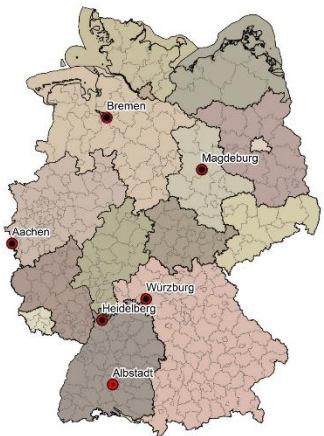 Bremen
Magdeburg
Aachen
Würzburg
Heidelberg
Albstadt